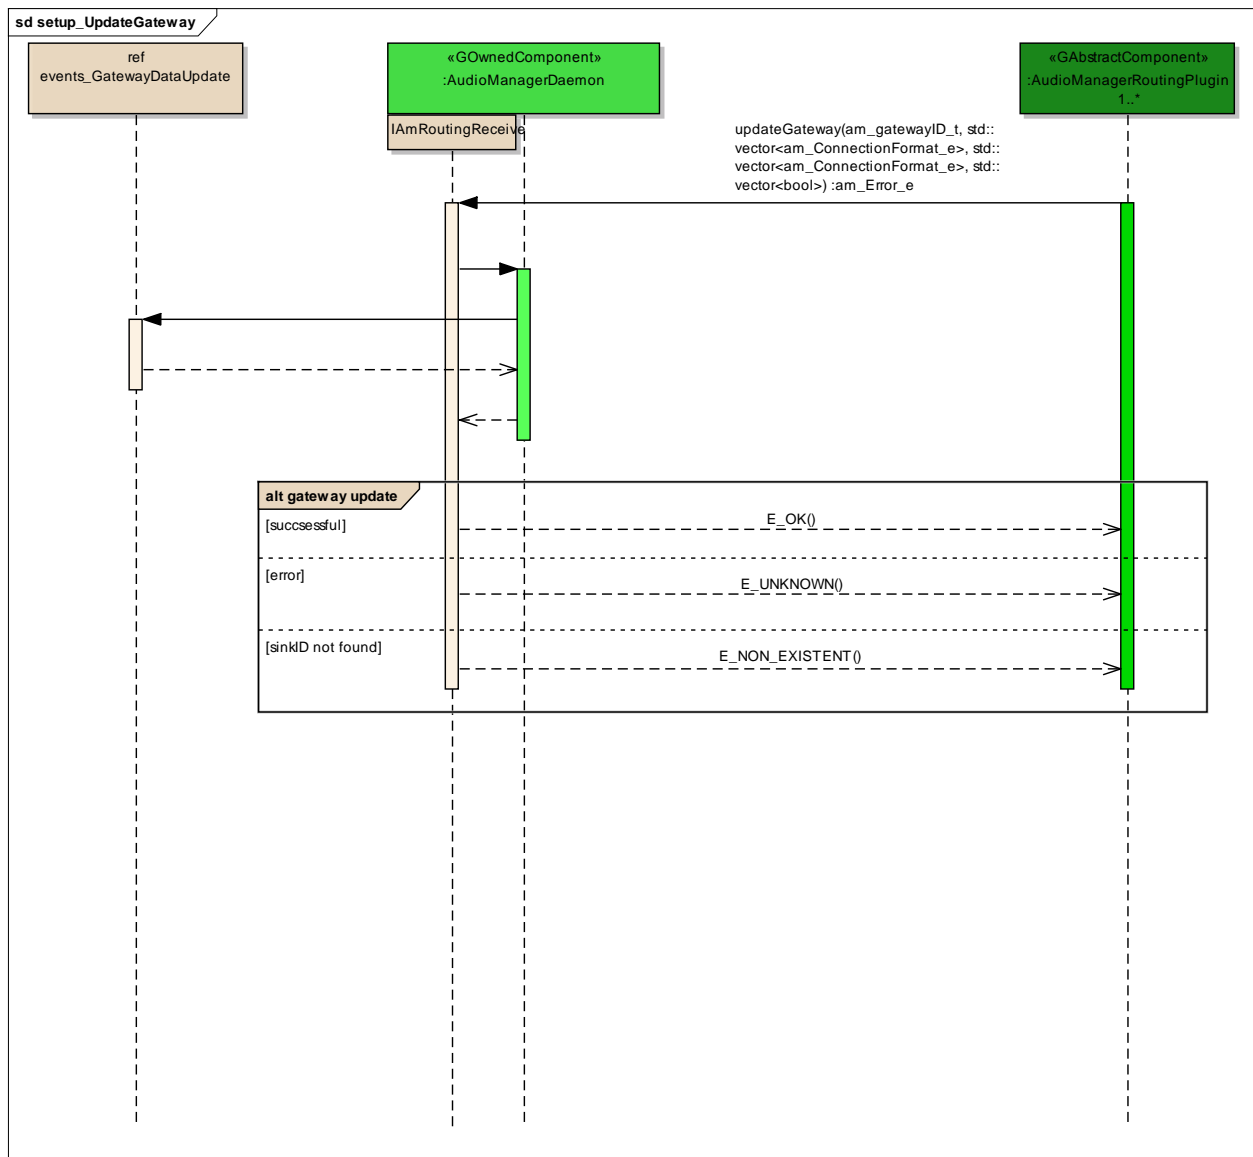 sd setup_UpdateGateway
ref
events_GatewayDataUpdate
«GOwnedComponent»
:AudioManagerDaemon
«GAbstractComponent»
:AudioManagerRoutingPlugin
1..*
IAmRoutingReceive
updateGateway(am_gatewayID_t, std::
vector<am_ConnectionFormat_e>, std::
vector<am_ConnectionFormat_e>, std::
vector<bool>) :am_Error_e
alt gateway update
[succsessful]
E_OK()
[error]
E_UNKNOWN()
[sinkID not found]
E_NON_EXISTENT()